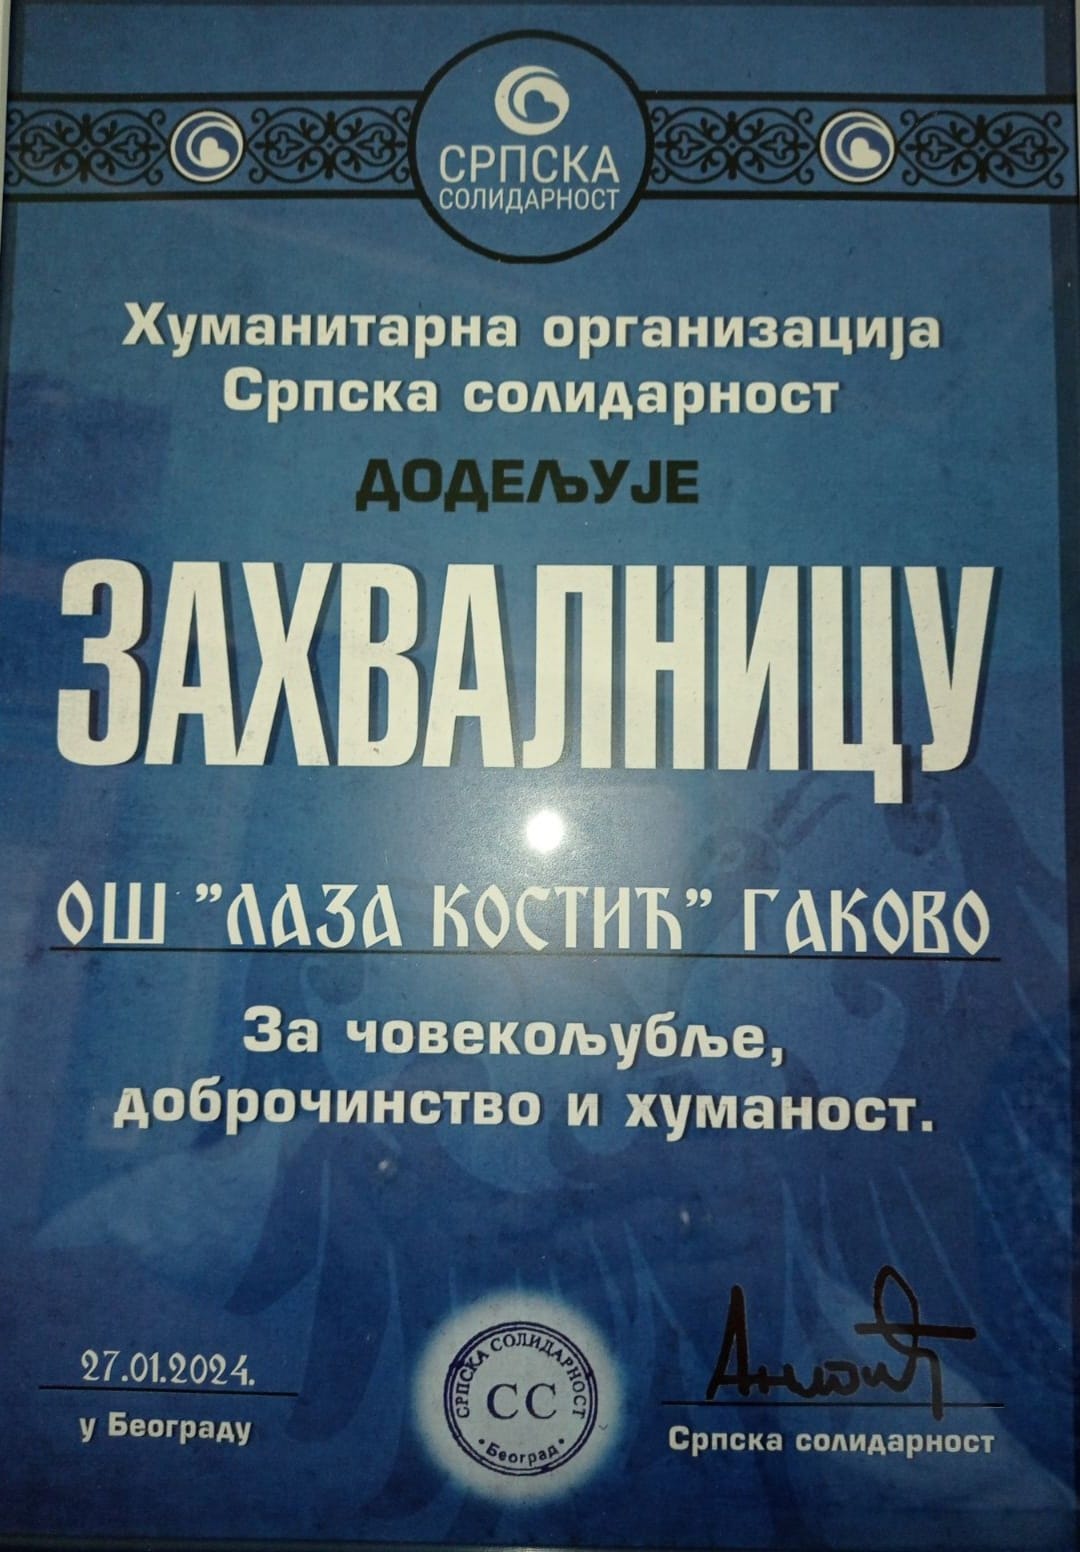 СРПСКА
СОЛИДАРНОСТ
Хуманитарна организација
Српска солидарност
ДОДЕЉУЈЕ
ЗАХВАЛНИЦУ
ОШ "ЛАЗА КОСТИЋ" ГАКОВО
За човекољубље,
доброчинство и хуманост.
27.01.2024.
у Београду
СРПСКА СОЛИДАРНОСТ
СС
• Београд •
Српска солидарност